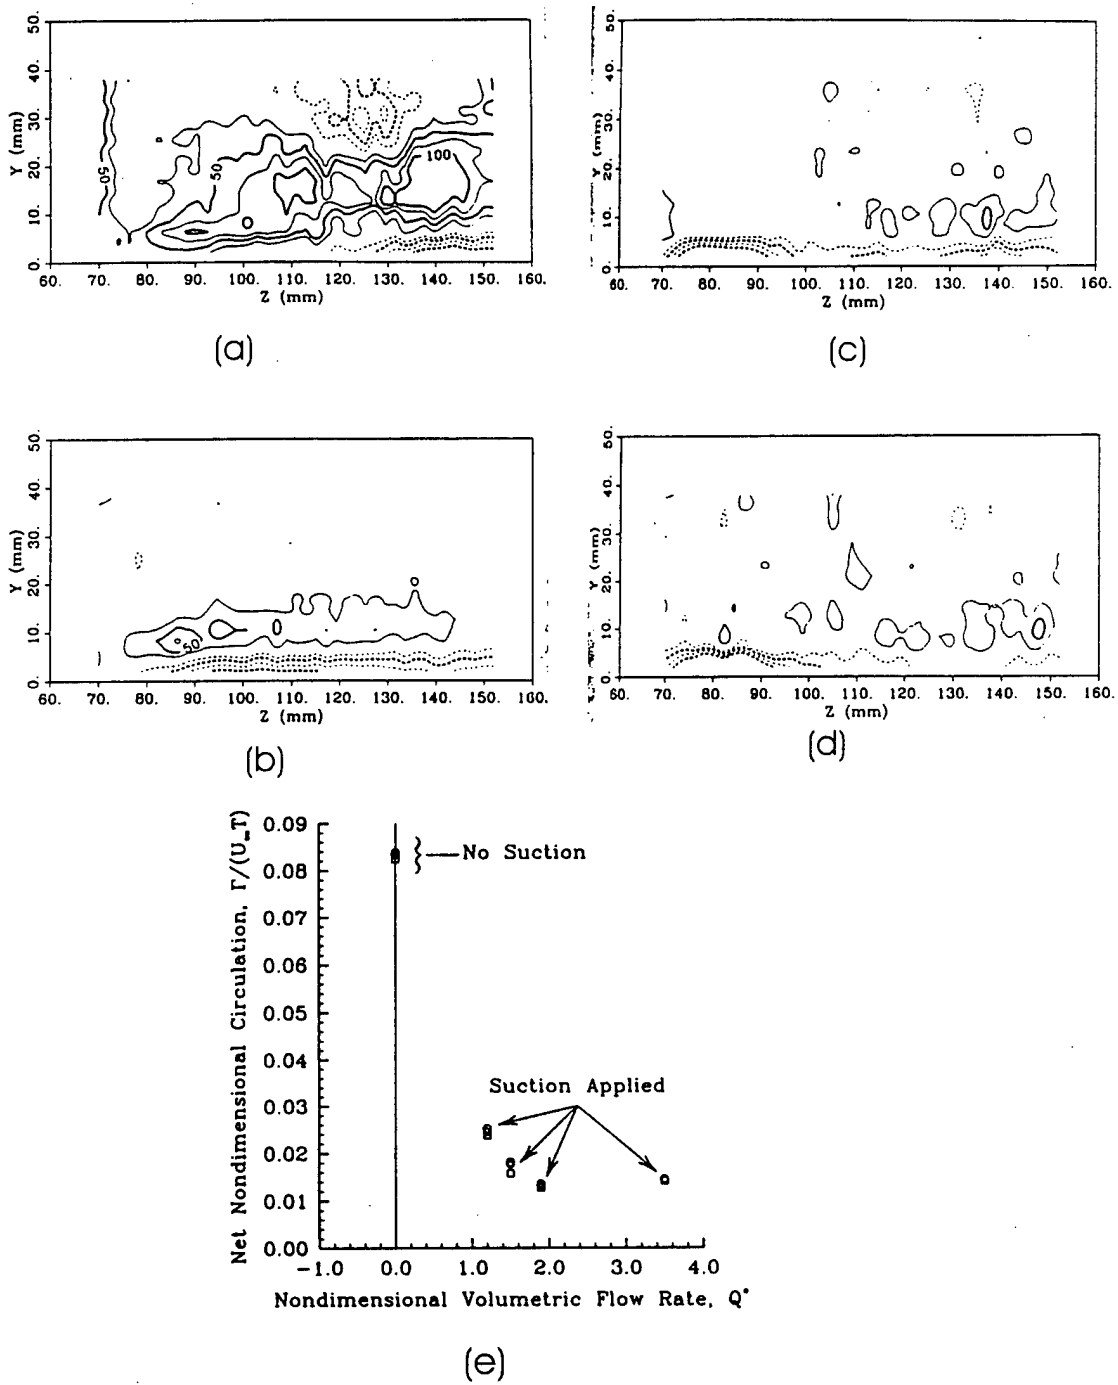 50.
40.
30.
20.
10.
0.
Y (mm)
50
50
100
60. 70. 80. 90. 100. 110. 120. 130. 140. 150. 160.
Z (mm)
(a)
50.
40.
30.
20.
10.
0.
Y (mm)
60. 70. 80. 90. 100. 110. 120. 130. 140. 150. 160.
Z (mm)
(c)
50.
40.
30.
20.
10.
0.
Y (mm)
50
60. 70. 80. 90. 100. 110. 120. 130. 140. 150. 160.
Z (mm)
(b)
50.
40.
30.
20.
10.
0.
Y (mm)
60. 70. 80. 90. 100. 110. 120. 130. 140. 150. 160.
Z (mm)
(d)
Net Nondimensional Circulation, Γ/(U∞T)
0.09
0.08
0.07
0.06
0.05
0.04
0.03
0.02
0.01
0.00
No Suction
Suction Applied
-1.0 0.0 1.0 2.0 3.0 4.0
Nondimensional Volumetric Flow Rate, Q*
(e)